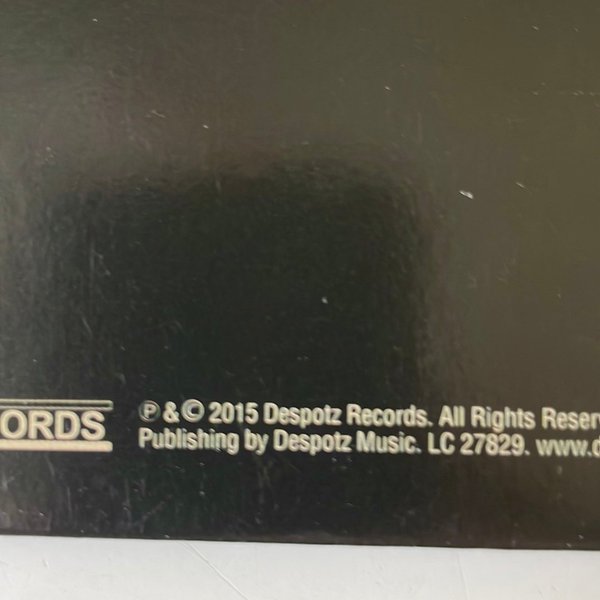 ORDS
℗ & © 2015 Despotz Records. All Rights Reser
Publishing by Despotz Music. LC 27829. www.d